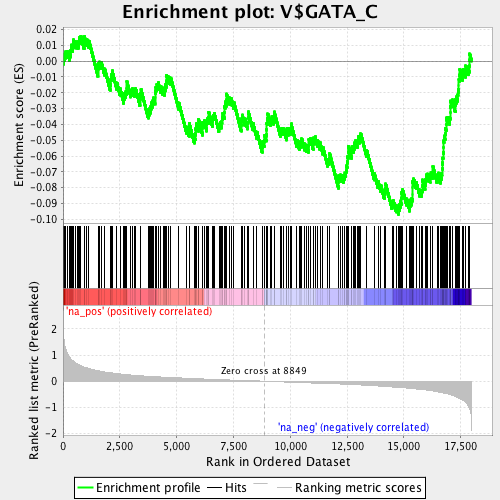 Enrichment plot: V$GATA_C
Enrichment score (ES)
0.02
0.01
0.00
-0.01
-0.02
-0.03
-0.04
-0.05
-0.06
-0.07
-0.08
-0.09
-0.10
'na_pos' (positively correlated)
Ranked list metric (PreRanked)
2
1
0
-1
-2
Zero cross at 8849
'na_neg' (negatively correlated)
0
2,500
5,000
7,500
10,000
12,500
15,000
17,500
Rank in Ordered Dataset
Enrichment profile
Hits
Ranking metric scores